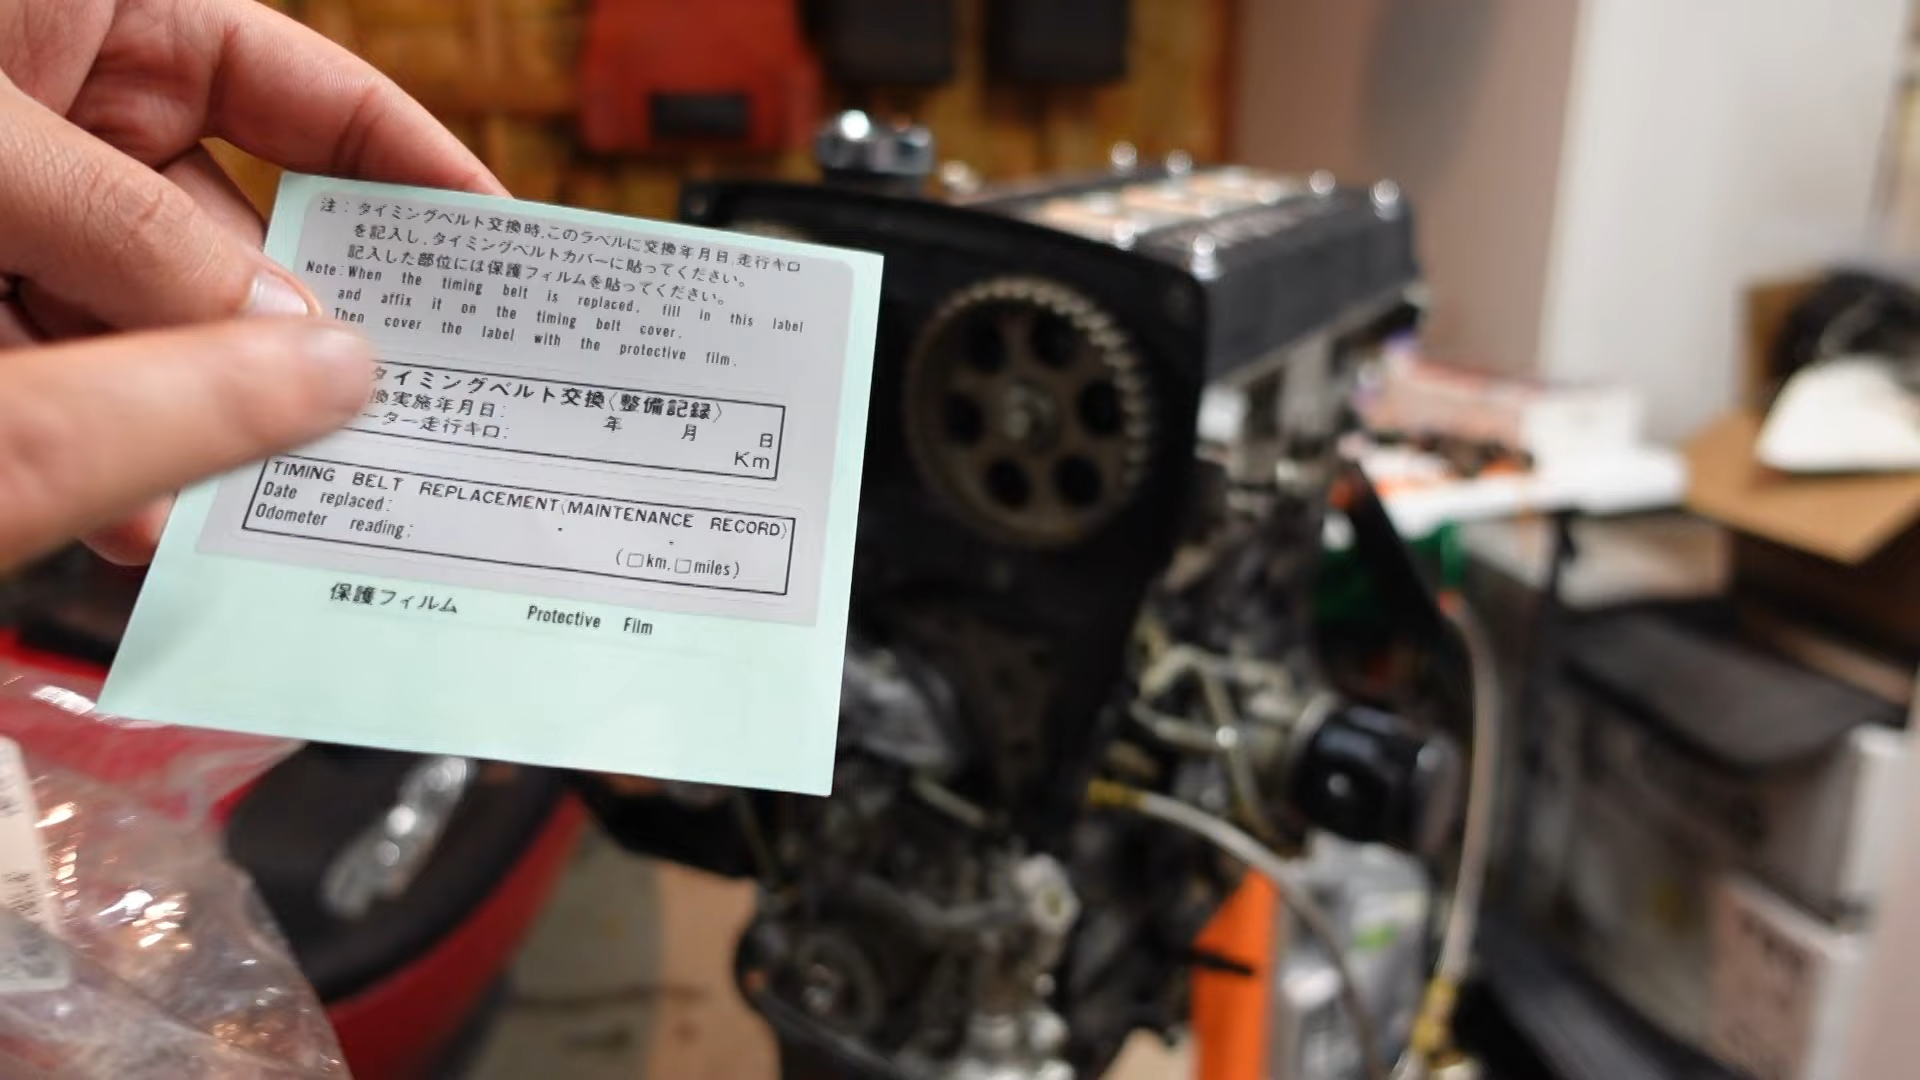 注：タイミングベルト交換時,このラベルに交換年月日,走行キロ
を記入し,タイミングベルトカバーに貼ってください。
記入した部位には保護フィルムを貼ってください。
Note:When the timing belt is replaced, fill in this label
and affix it on the timing belt cover.
Then cover the label with the protective film.
タイミングベルト交換〈整備記録〉
換実施年月日: 年 月 日
ーター走行キロ: Km
TIMING BELT REPLACEMENT(MAINTENANCE RECORD)
Date replaced:
Odometer reading: (□km.□miles)
保護フィルム Protective Film